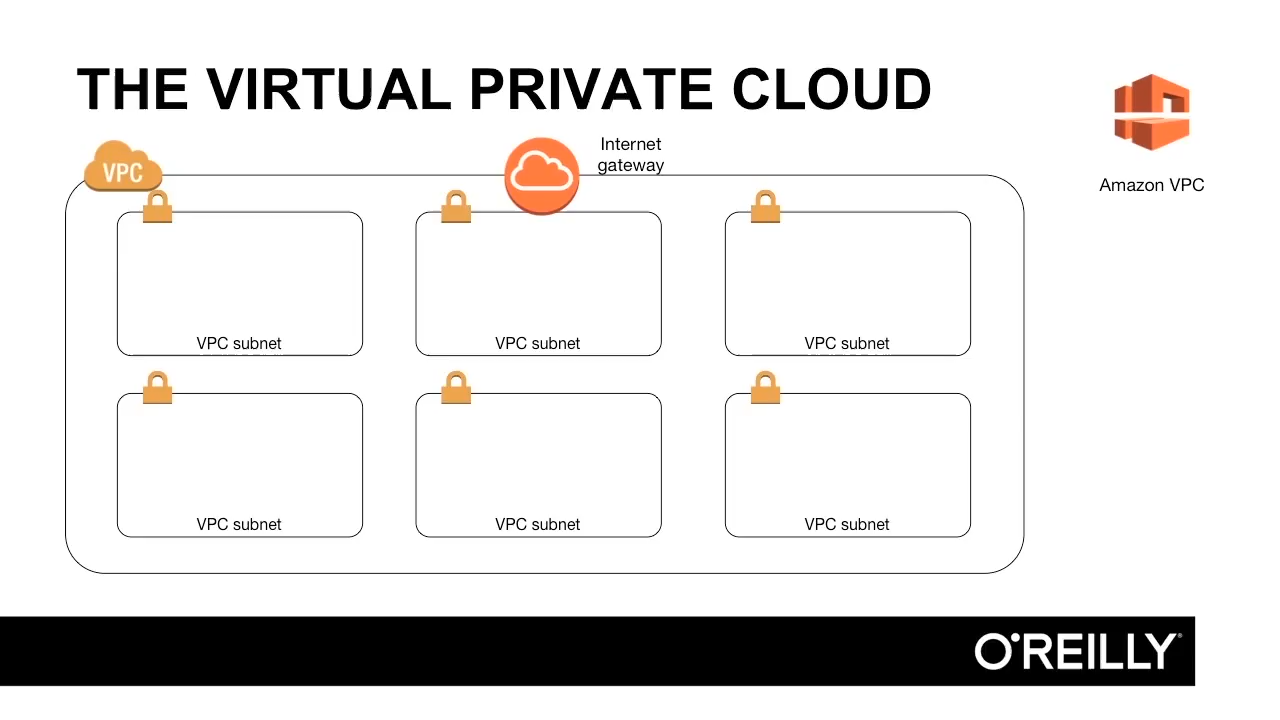 THE VIRTUAL PRIVATE CLOUD
Internet
gateway
VPC
Amazon VPC
VPC subnet
VPC subnet
VPC subnet
VPC subnet
VPC subnet
VPC subnet
O'REILLY®